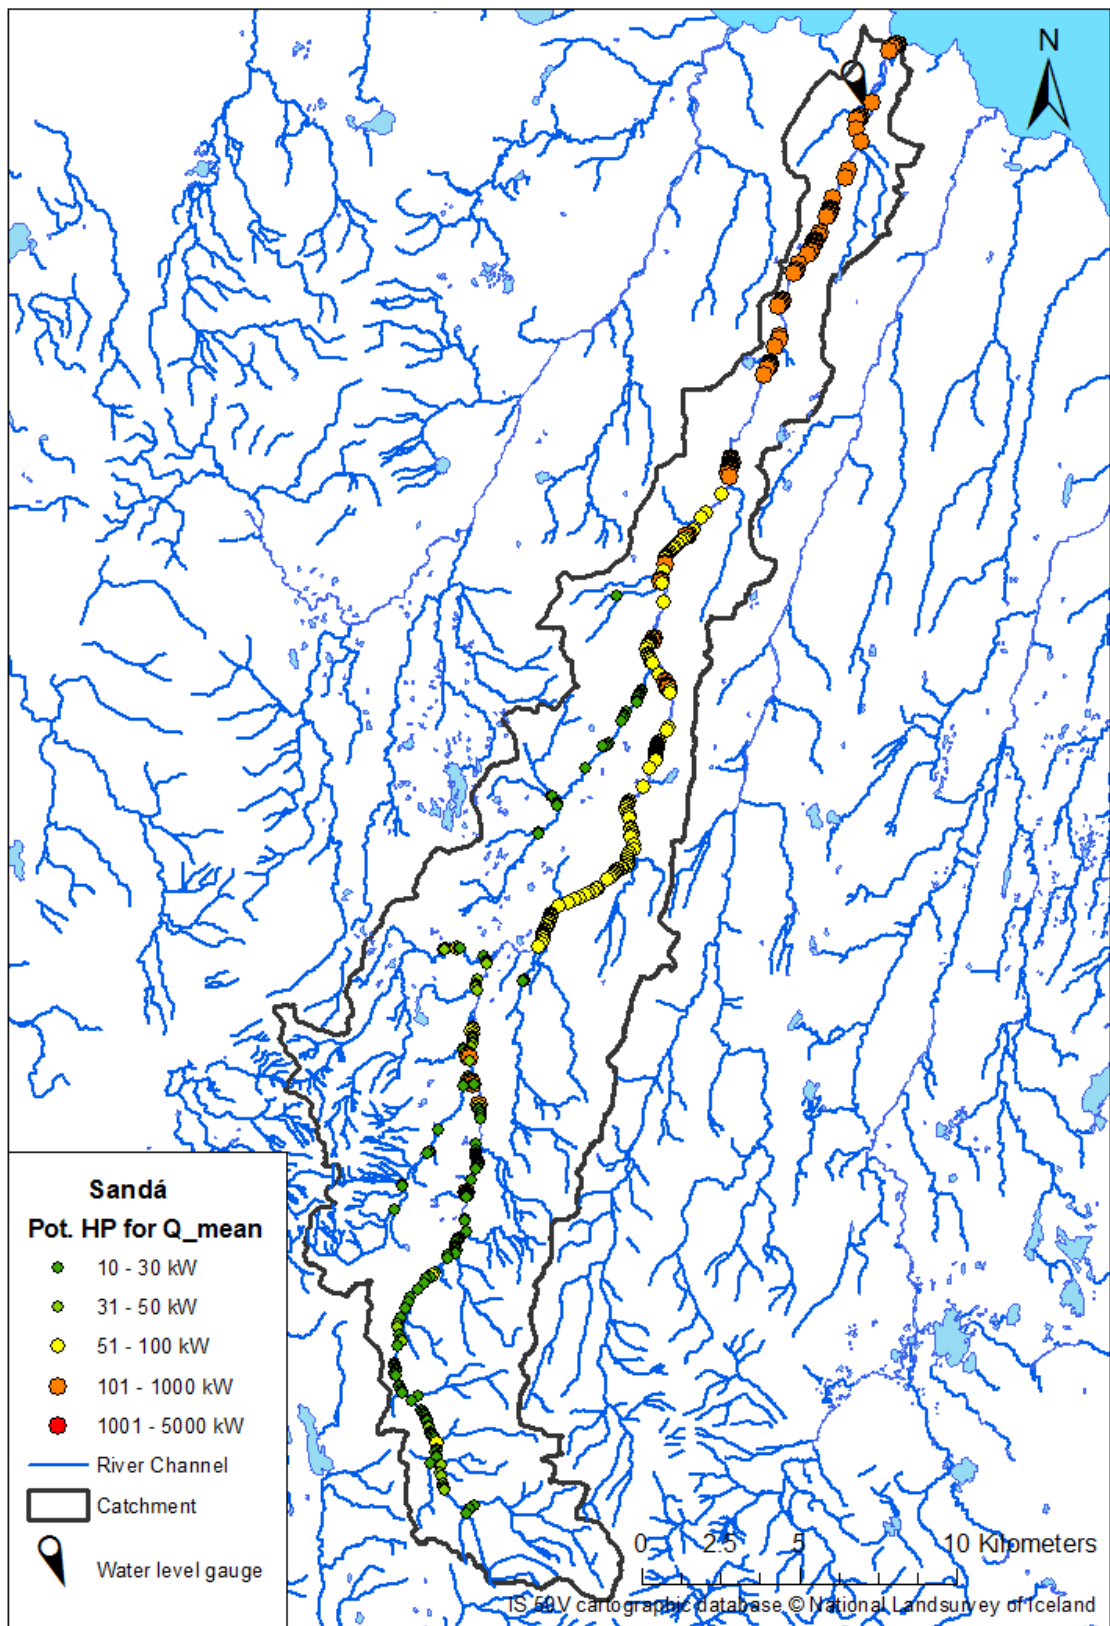 N
Sandá
Pot. HP for Q_mean
10 - 30 kW
31 - 50 kW
51 - 100 kW
101 - 1000 kW
1001 - 5000 kW
River Channel
Catchment
Water level gauge
0 2.5 5 10 Kilometers
IS 50V cartographic database © National Landsurvey of Iceland